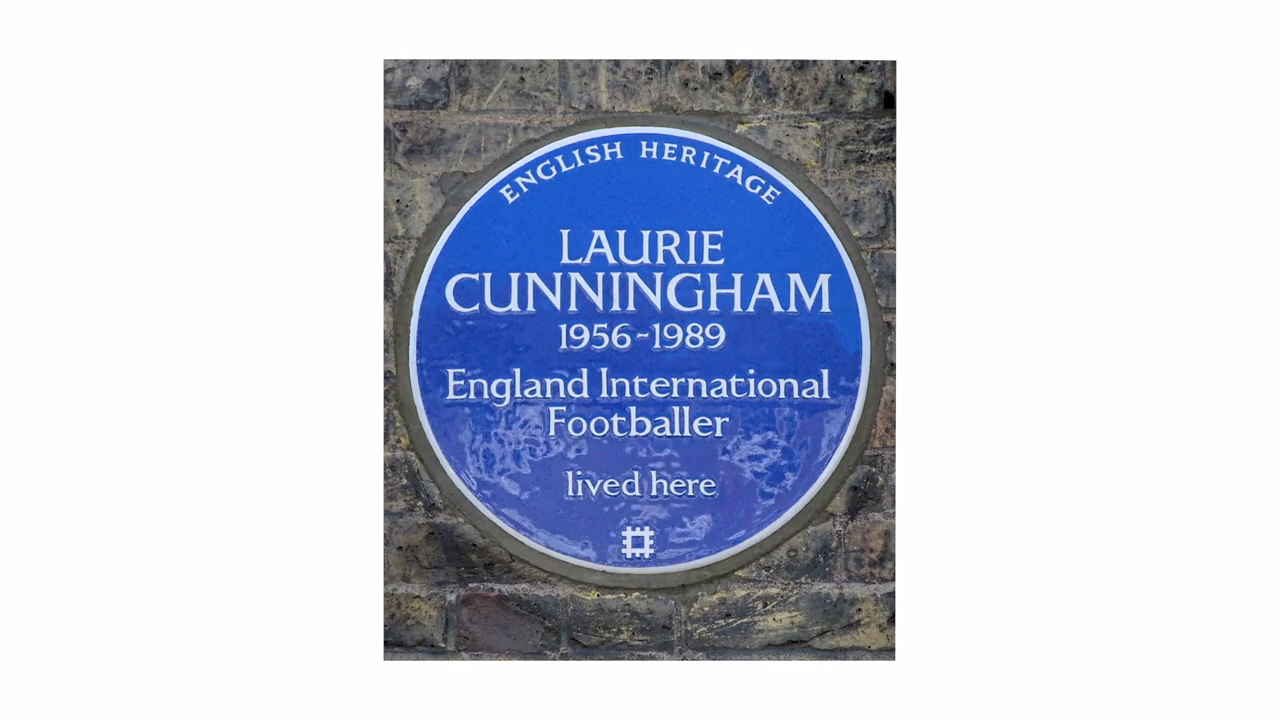 ENGLISH HERITAGE
LAURIE
CUNNINGHAM
1956-1989
England International
Footballer
lived here